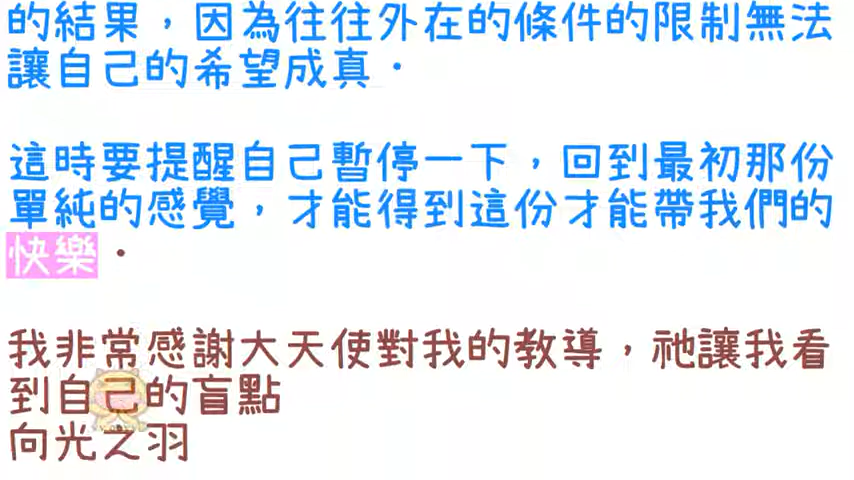 的結果，因為往往外在的條件的限制無法
讓自己的希望成真．
這時要提醒自己暫停一下，回到最初那份
單純的感覺，才能得到這份才能帶我們的
快樂．
我非常感謝大天使對我的教導，祂讓我看
到自己的盲點
向光之羽